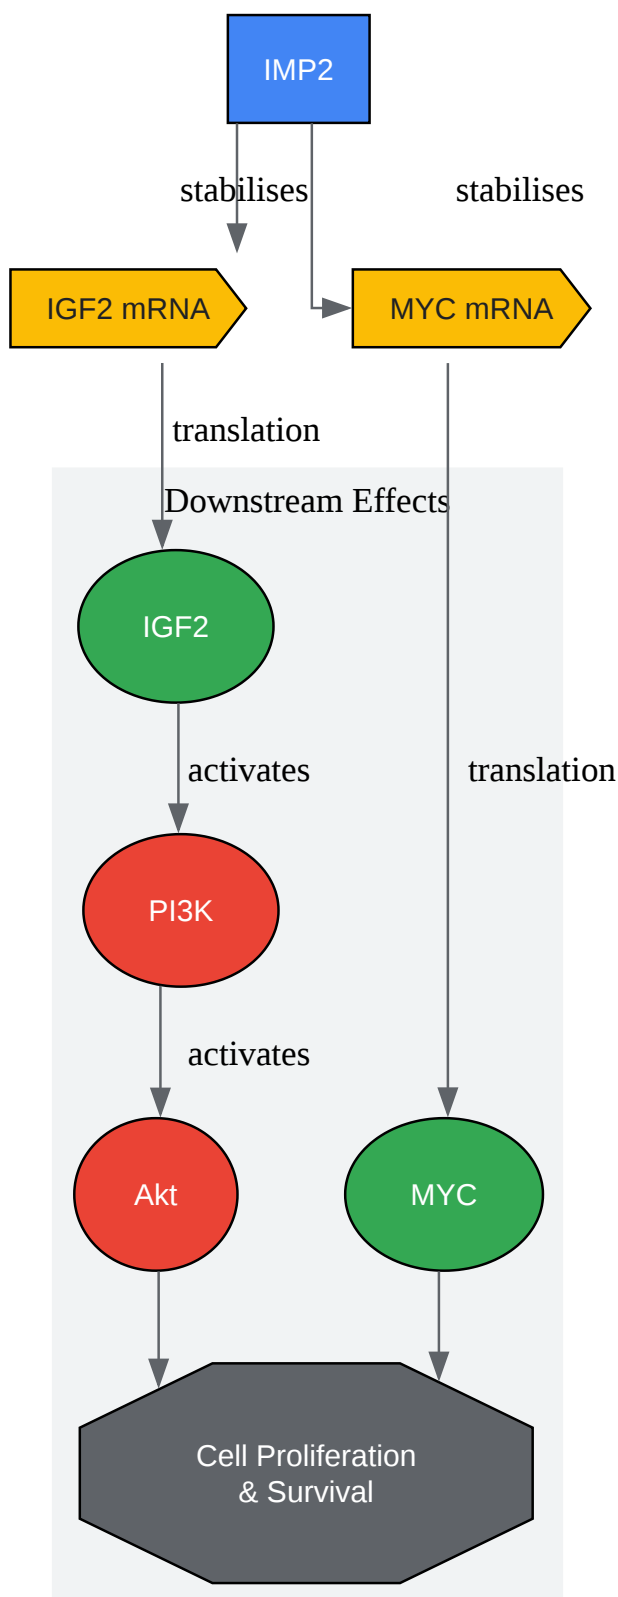 IMP2
stabilises
stabilises
IGF2 mRNA
MYC mRNA
translation
Downstream Effects
IGF2
activates
translation
PI3K
activates
Akt
MYC
Cell Proliferation
& Survival